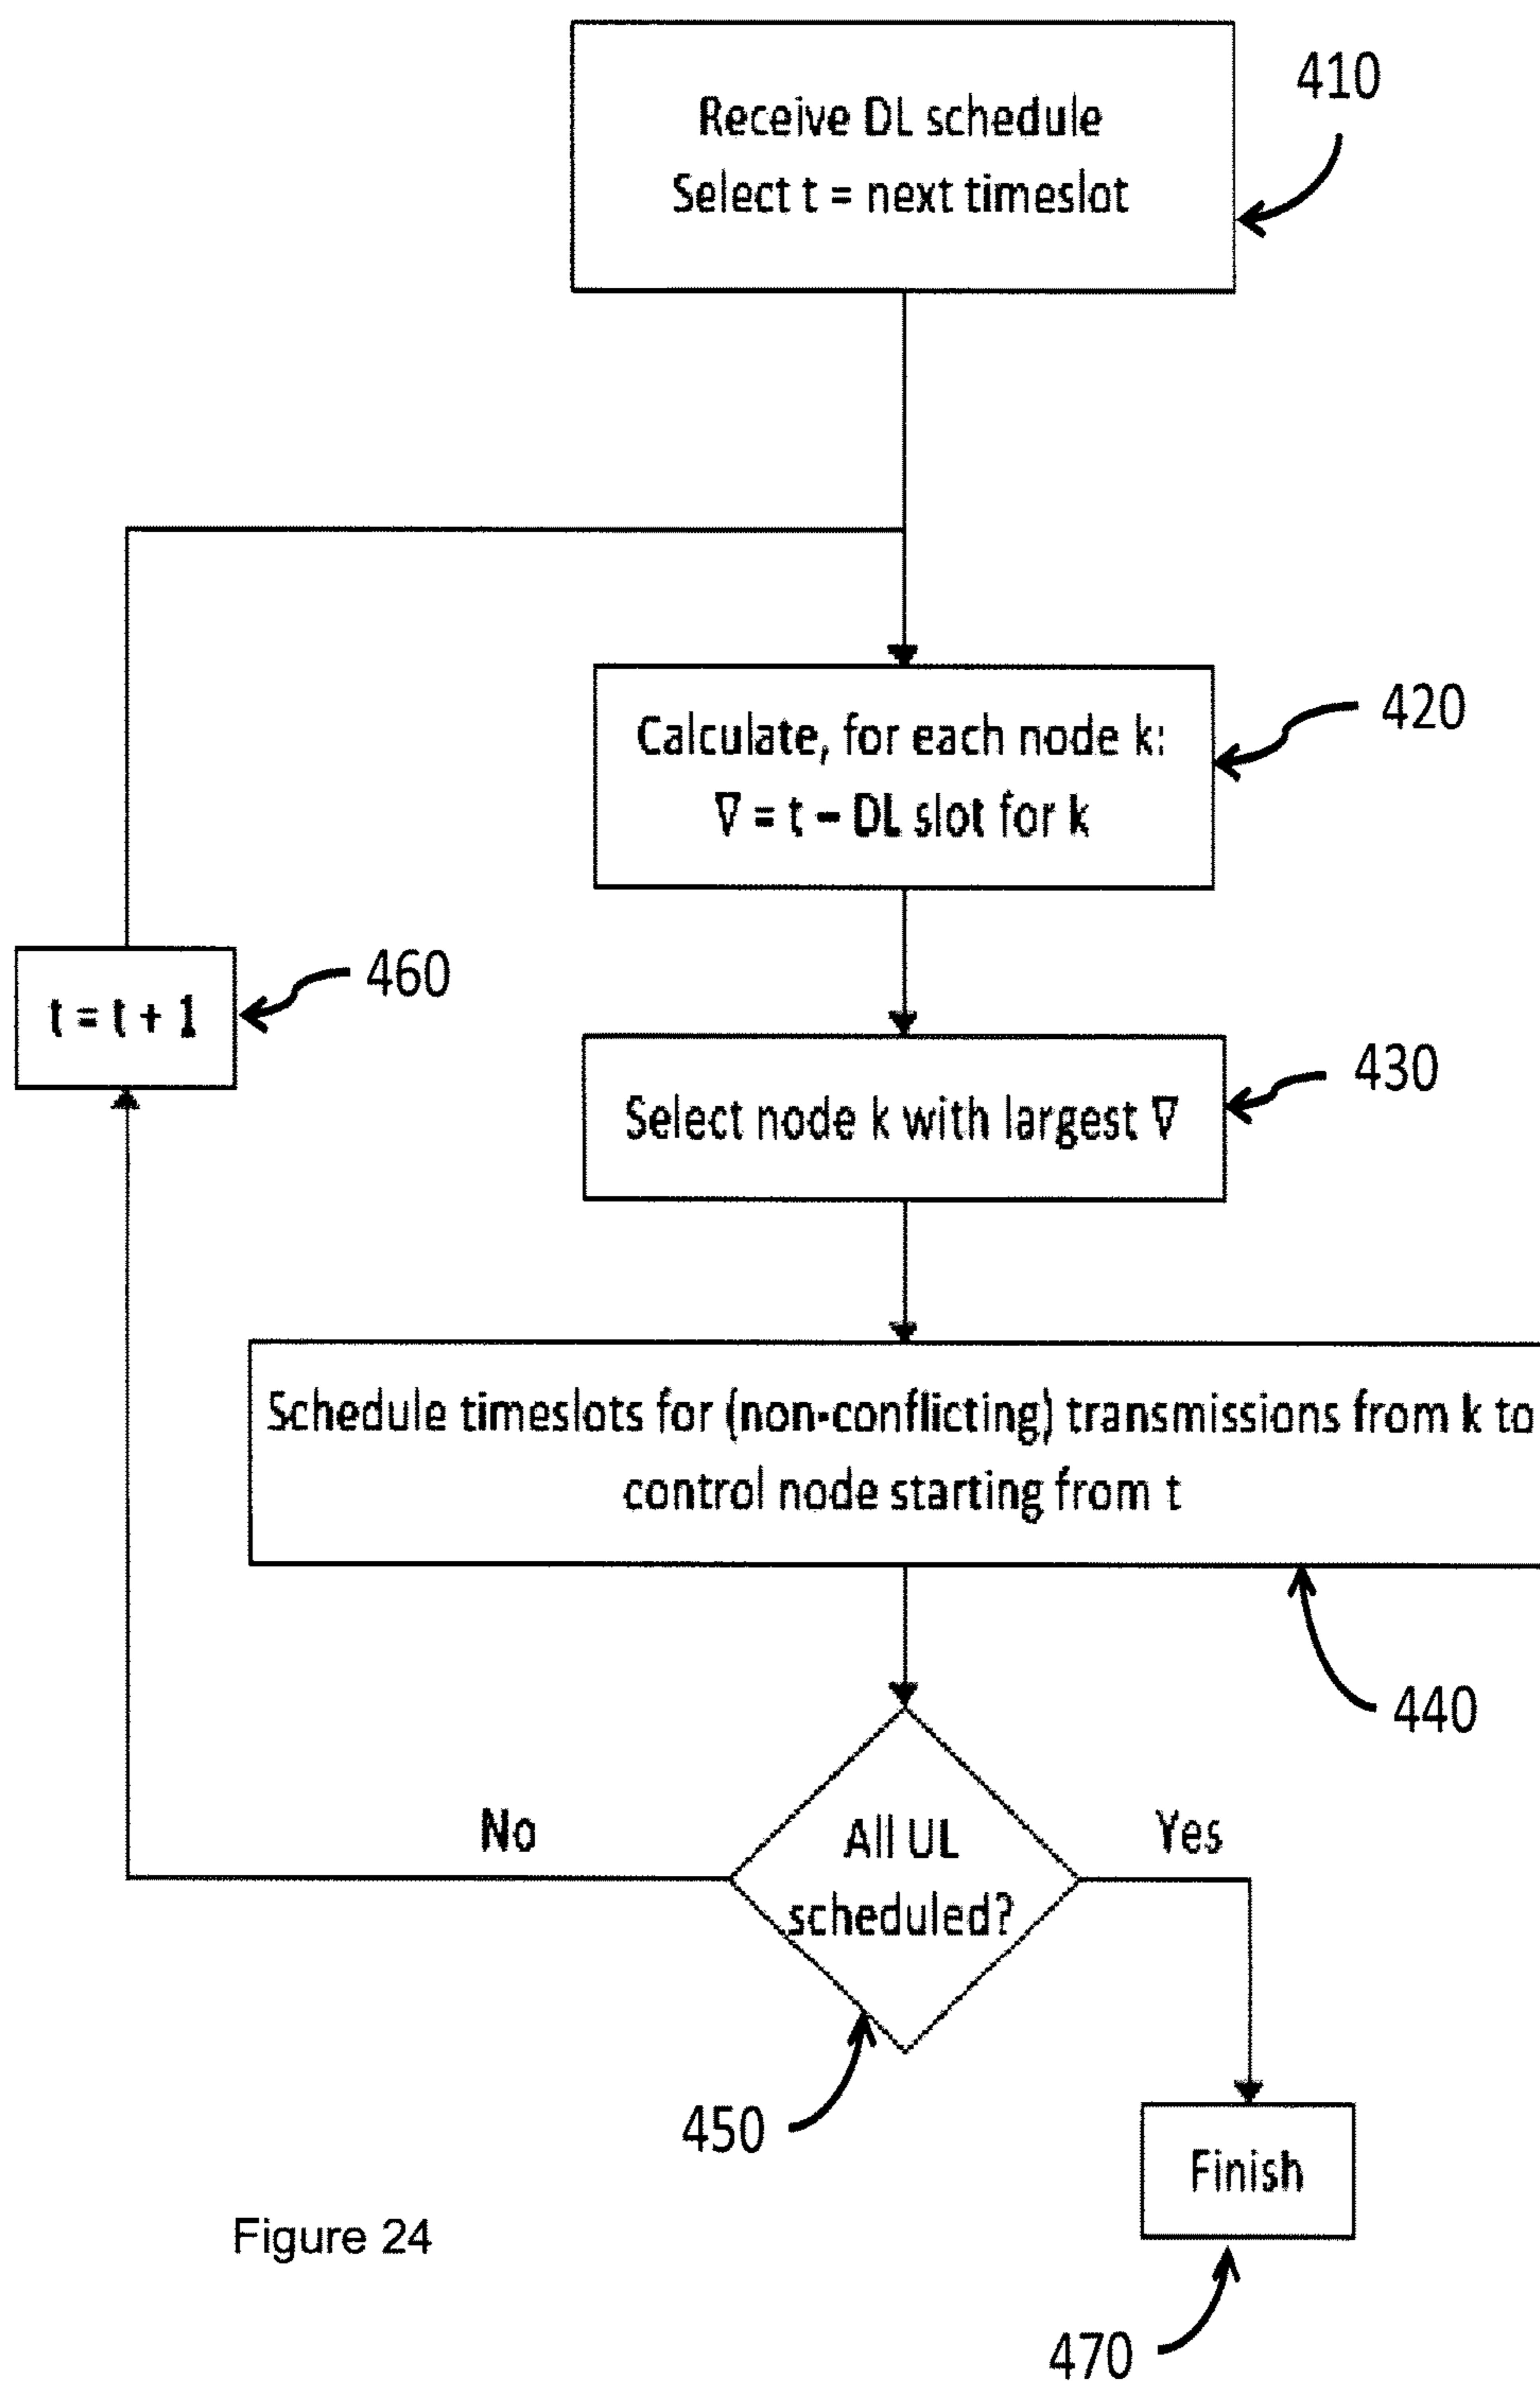 410
Receive DL schedule
Select t = next timeslot
420
Calculate, for each node k:
∇ = t – DL slot for k
460
t = t + 1
430
Select node k with largest ∇
Schedule timeslots for (non-conflicting) transmissions from k to
control node starting from t
440
No
All UL
scheduled?
Yes
450
Finish
Figure 24
470